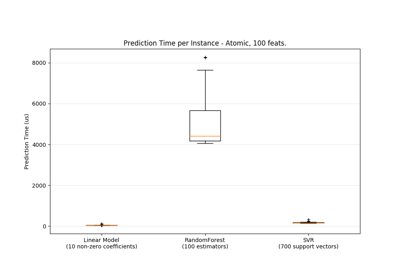 Prediction Time per Instance - Atomic, 100 feats.
8000
6000
4000
2000
0
Prediction Time (us)
Linear Model
(10 non-zero coefficients)
RandomForest
(100 estimators)
SVR
(700 support vectors)